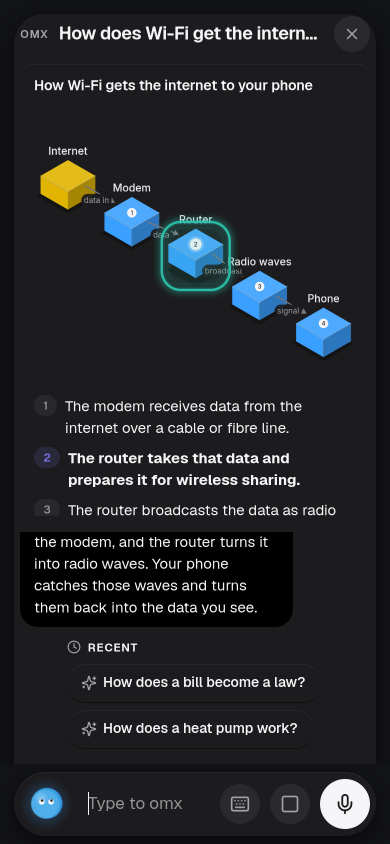 OMX How does Wi-Fi get the intern...
How Wi-Fi gets the internet to your phone
Internet
data in
Modem
1
data
Router
2
broadcast
Radio waves
3
signal
Phone
4
1 The modem receives data from the
internet over a cable or fibre line.
2 The router takes that data and
prepares it for wireless sharing.
3 The router broadcasts the data as radio
the modem, and the router turns it
into radio waves. Your phone
catches those waves and turns
them back into the data you see.
RECENT
How does a bill become a law?
How does a heat pump work?
Type to omx